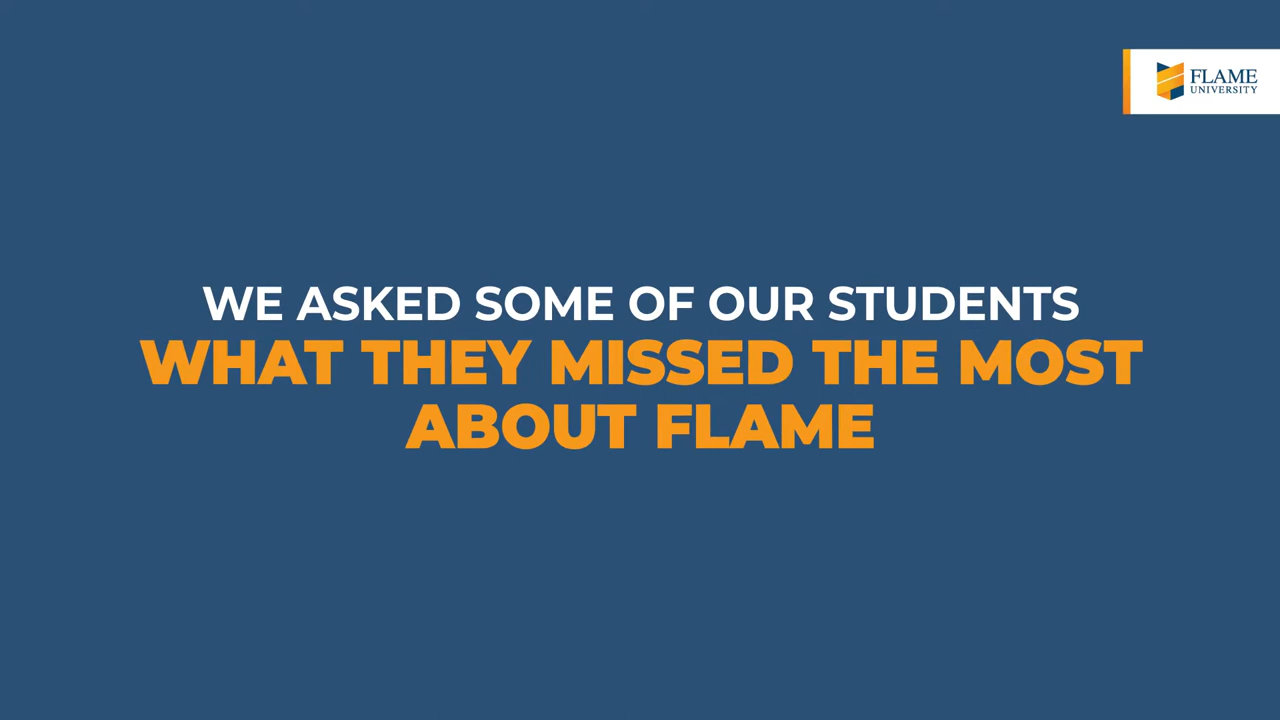 FLAME
UNIVERSITY
WE ASKED SOME OF OUR STUDENTS
WHAT THEY MISSED THE MOST
ABOUT FLAME